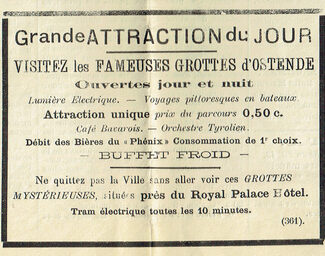 Grande ATTRACTION du JOUR
VISITEZ les FAMEUSES GROTTES d'OSTENDE
Ouvertes jour et nuit
Lumière Electrique. — Voyages pittoresques en bateaux.
Attraction unique prix du parcours 0,50 c.
Café Bavarois. — Orchestre Tyrolien.
Débit des Bières du «Phénix» Consommation de 1e choix.
— BUFFET FROID —
Ne quittez pas la Ville sans aller voir ces GROTTES
MYSTÉRIEUSES, situées près du Royal Palace Hôtel.
Tram électrique toutes les 10 minutes.
(361).